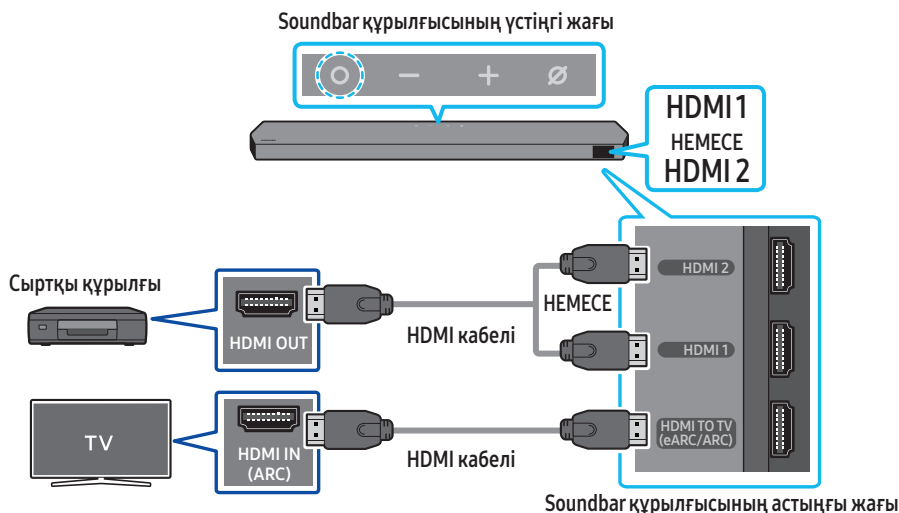 Soundbar құрылғысының үстіңгі жағы
HDMI 1
НЕМЕСЕ
HDMI 2
Сыртқы құрылғы
HDMI OUT
HDMI кабелі
НЕМЕСЕ
HDMI 2
HDMI 1
TV
HDMI IN
(ARC)
HDMI кабелі
HDMI TO TV
(eARC/ARC)
Soundbar құрылғысының астыңғы жағы